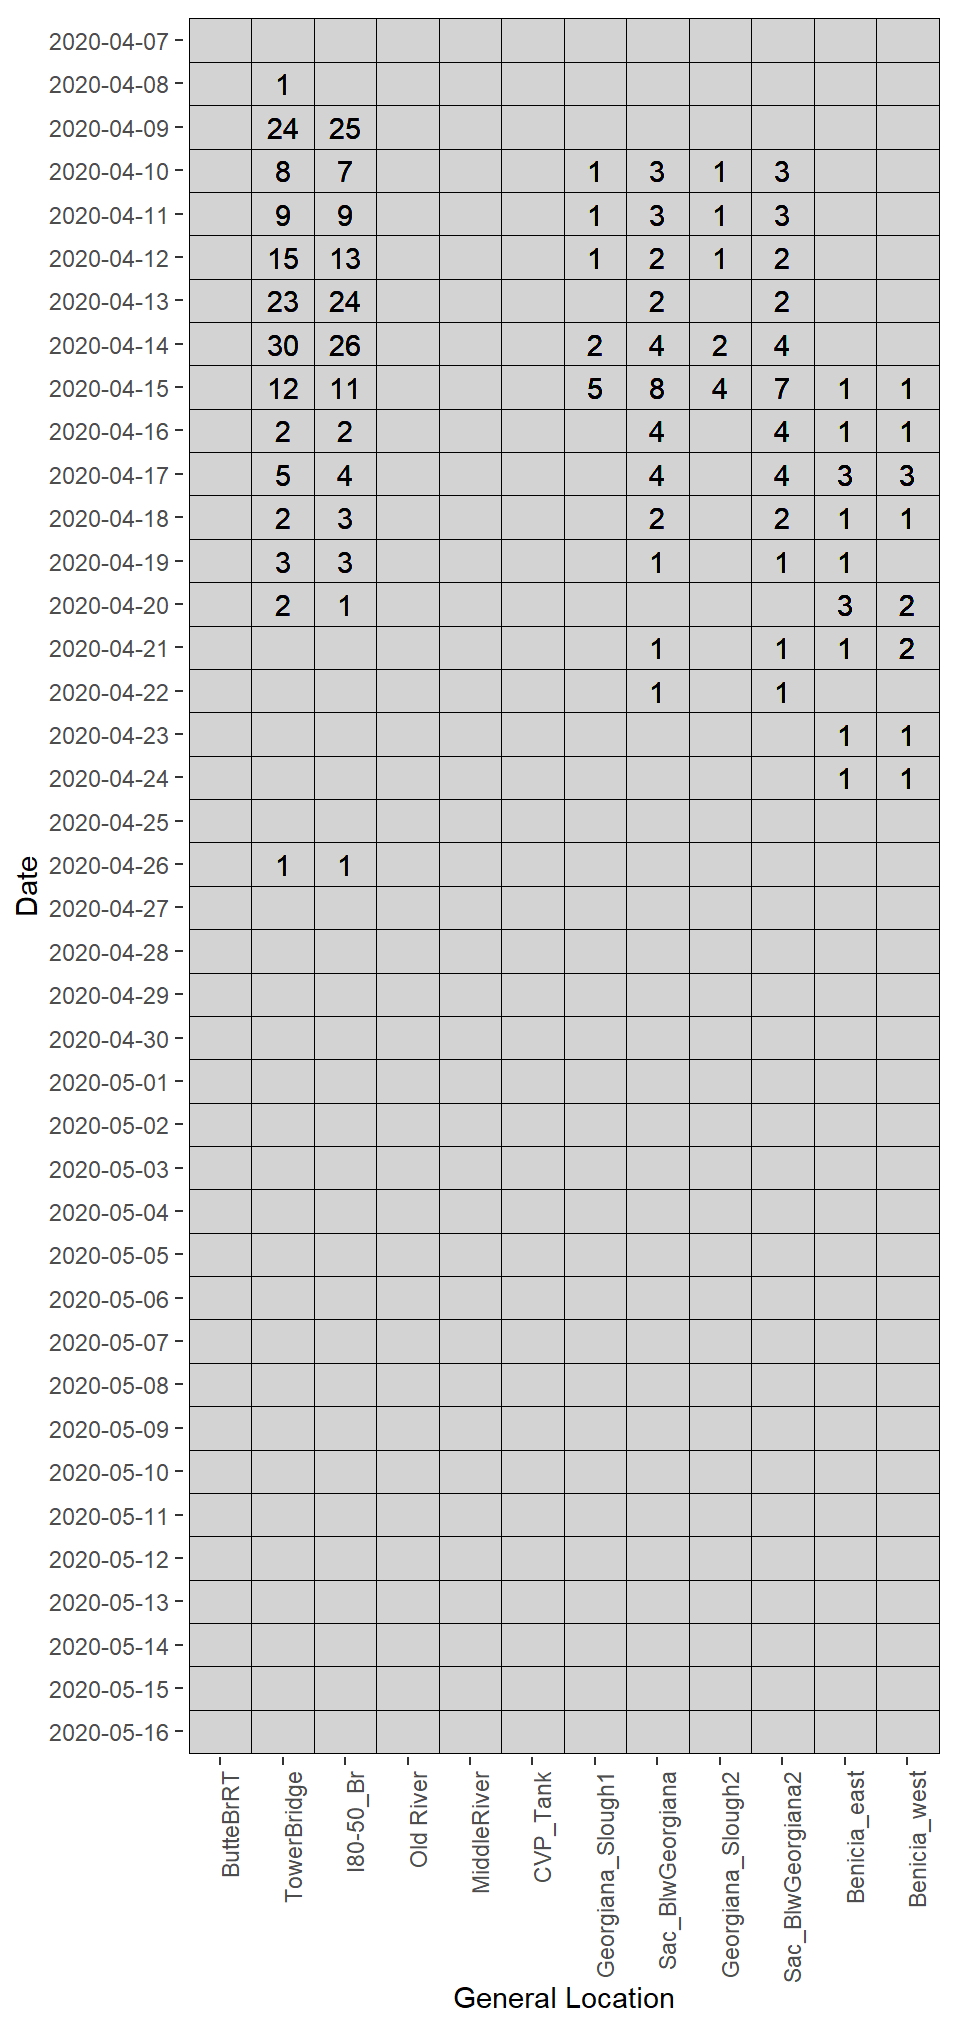 2020-04-07
2020-04-08 1
2020-04-09 24 25
2020-04-10 8 7 1 3 1 3
2020-04-11 9 9 1 3 1 3
2020-04-12 15 13 1 2 1 2
2020-04-13 23 24 2 2
2020-04-14 30 26 2 4 2 4
2020-04-15 12 11 5 8 4 7 1 1
2020-04-16 2 2 4 4 1 1
2020-04-17 5 4 4 4 3 3
2020-04-18 2 3 2 2 1 1
2020-04-19 3 3 1 1 1
2020-04-20 2 1 3 2
2020-04-21 1 1 1 2
2020-04-22 1 1
2020-04-23 1 1
2020-04-24 1 1
2020-04-25
2020-04-26 1 1
2020-04-27
2020-04-28
2020-04-29
2020-04-30
2020-05-01
2020-05-02
2020-05-03
2020-05-04
2020-05-05
2020-05-06
2020-05-07
2020-05-08
2020-05-09
2020-05-10
2020-05-11
2020-05-12
2020-05-13
2020-05-14
2020-05-15
2020-05-16
Date
ButteBrRT
TowerBridge
I80-50_Br
Old River
MiddleRiver
CVP_Tank
Georgiana_Slough1
Sac_BlwGeorgiana
Georgiana_Slough2
Sac_BlwGeorgiana2
Benicia_east
Benicia_west
General Location